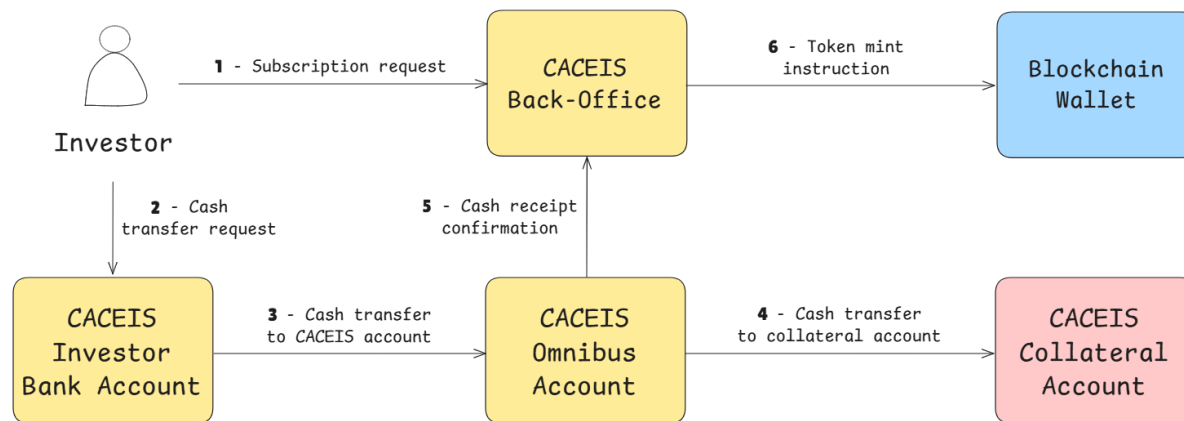 1 - Subscription request
CACEIS
Back-Office
6 - Token mint
instruction
Blockchain
Wallet
Investor
2 - Cash
transfer request
5 - Cash receipt
confirmation
CACEIS
Investor
Bank Account
3 - Cash transfer
to CACEIS account
CACEIS
Omnibus
Account
4 - Cash transfer
to collateral account
CACEIS
Collateral
Account